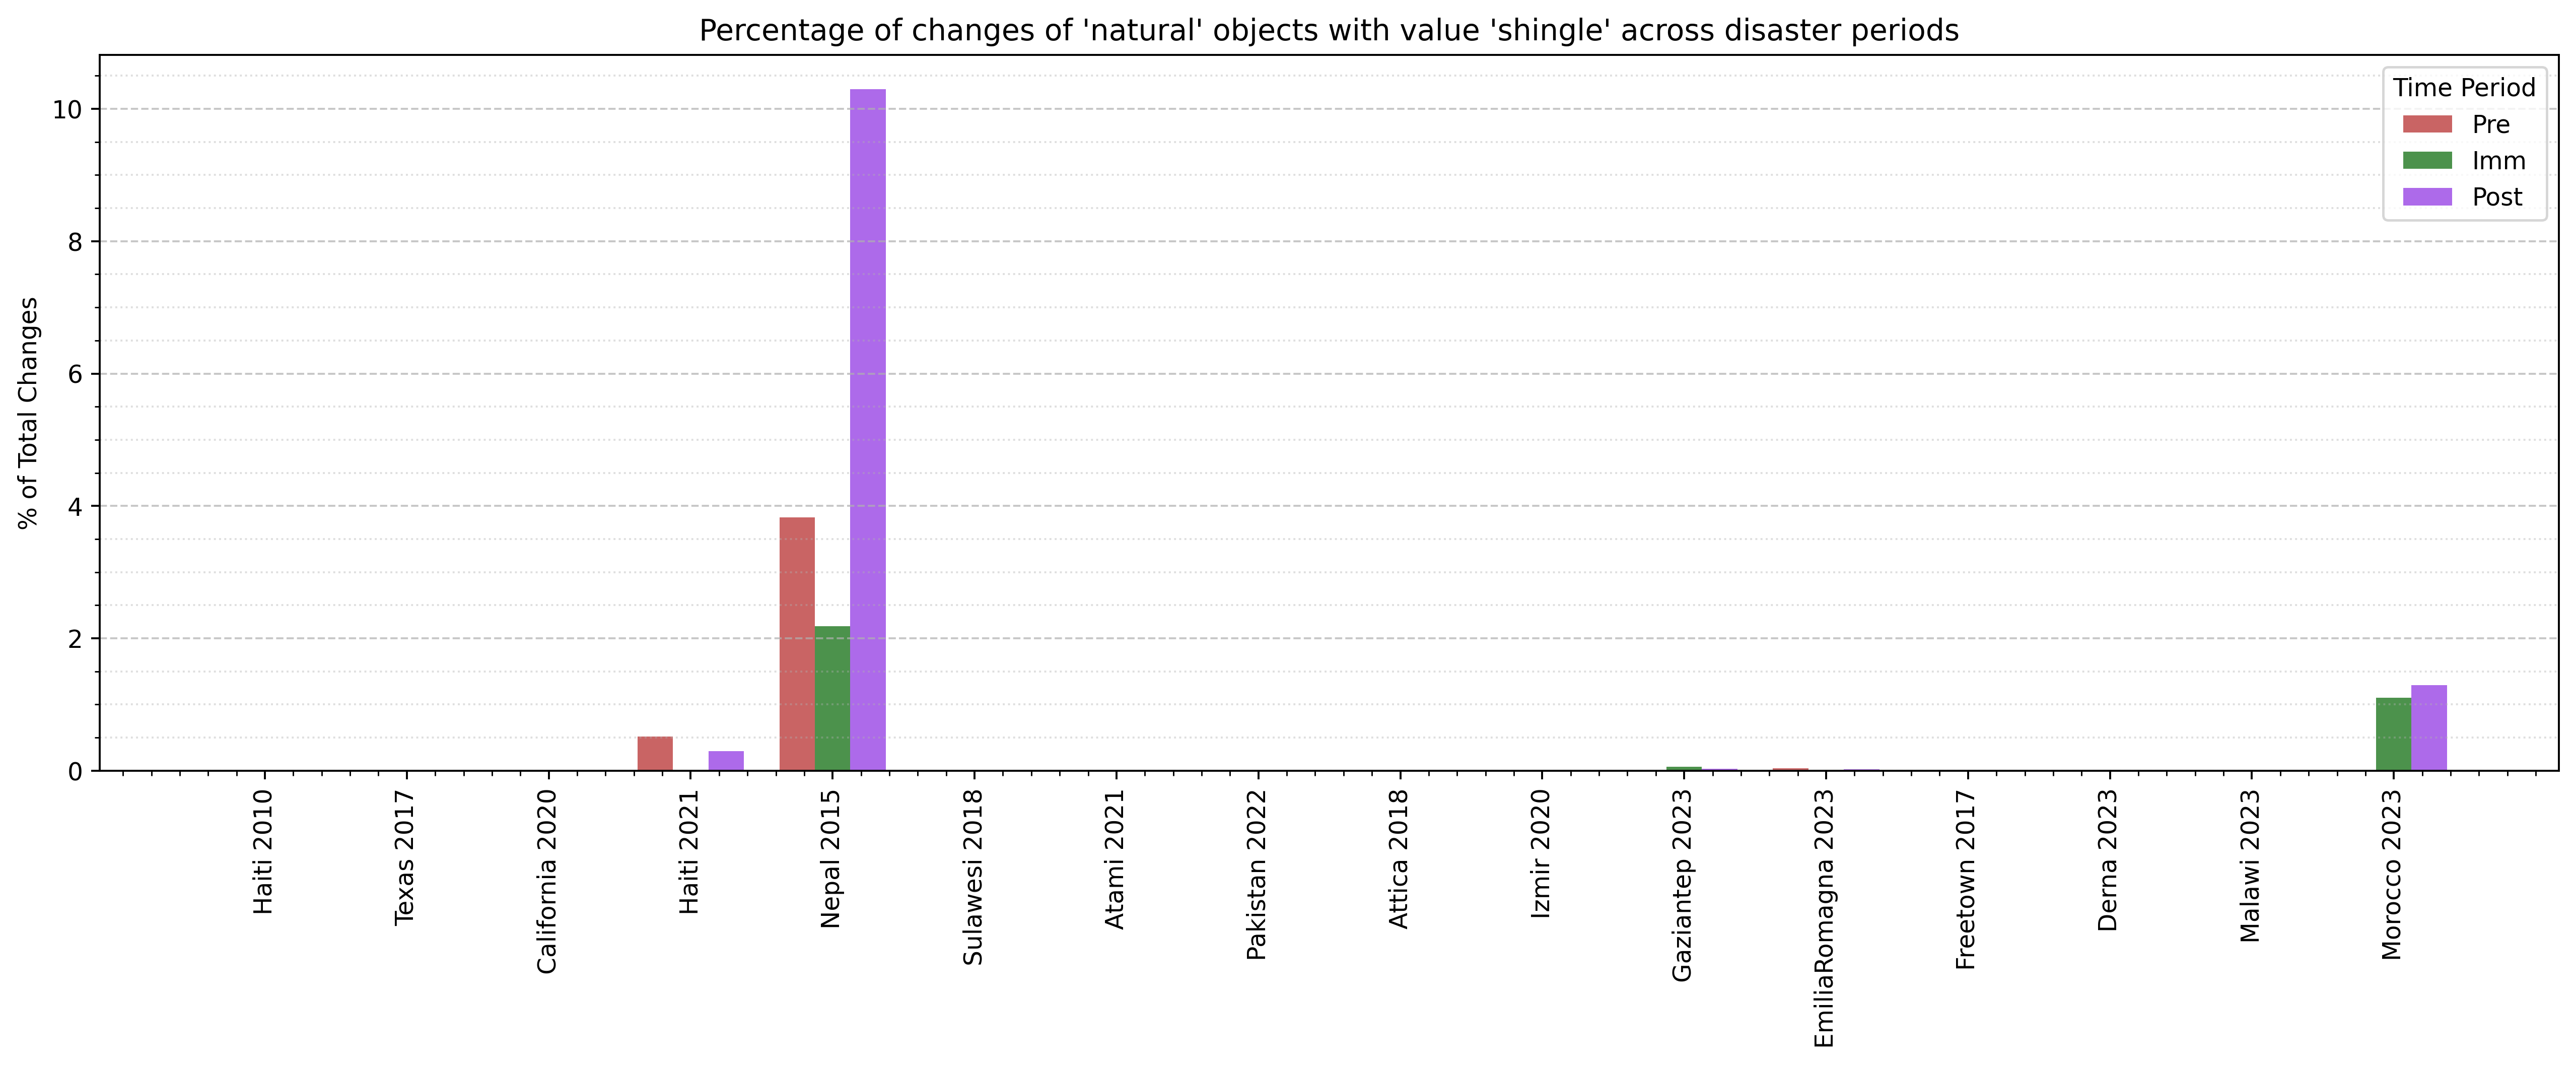 Percentage of changes of 'natural' objects with value 'shingle' across disaster periods
% of Total Changes
10
8
6
4
2
0
Time Period
Pre
Imm
Post
Haiti 2010
Texas 2017
California 2020
Haiti 2021
Nepal 2015
Sulawesi 2018
Atami 2021
Pakistan 2022
Attica 2018
Izmir 2020
Gaziantep 2023
EmiliaRomagna 2023
Freetown 2017
Derna 2023
Malawi 2023
Morocco 2023